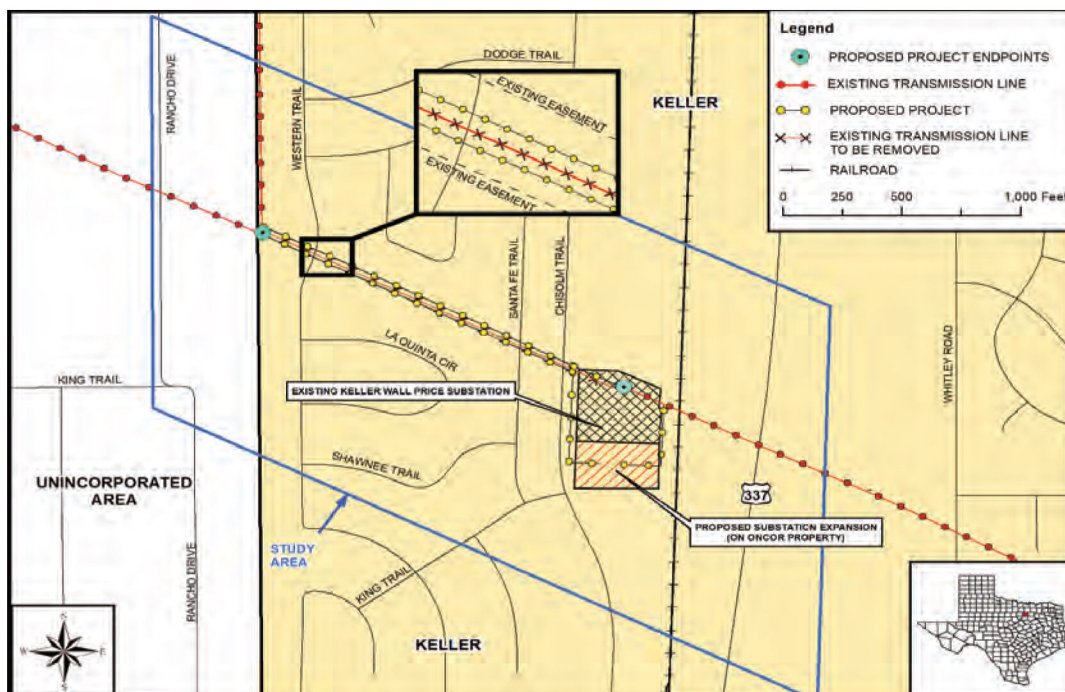 Legend
PROPOSED PROJECT ENDPOINTS
EXISTING TRANSMISSION LINE
PROPOSED PROJECT
EXISTING TRANSMISSION LINE
TO BE REMOVED
RAILROAD
0 250 500 1,000 Feet
RANCHO DRIVE
WESTERN TRAIL
DODGE TRAIL
KELLER
EXISTING EASEMENT
EXISTING EASEMENT
SANTA FE TRAIL
CHISOLM TRAIL
LA QUINTA CIR
WHITLEY ROAD
KING TRAIL
EXISTING KELLER WALL PRICE SUBSTATION
SHAWNEE TRAIL
UNINCORPORATED
AREA
337
PROPOSED SUBSTATION EXPANSION
(ON ONCOR PROPERTY)
STUDY
AREA
RANCHO DRIVE
KING TRAIL
KELLER
W
E
S